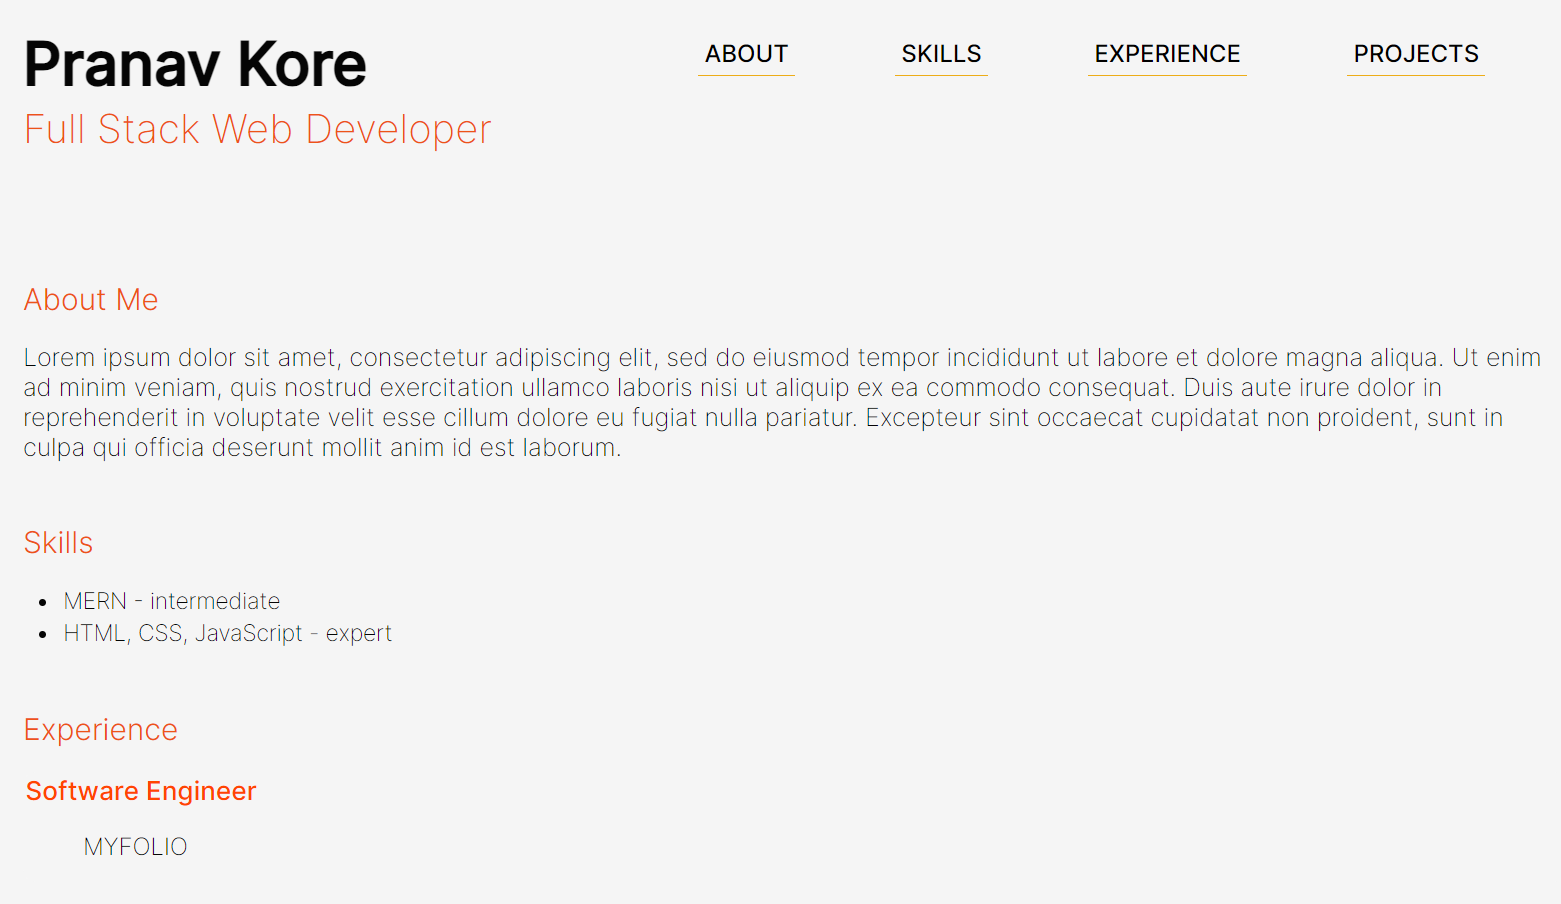 Pranav Kore
ABOUT
SKILLS
EXPERIENCE
PROJECTS
Full Stack Web Developer
About Me
Lorem ipsum dolor sit amet, consectetur adipiscing elit, sed do eiusmod tempor incididunt ut labore et dolore magna aliqua. Ut enim
ad minim veniam, quis nostrud exercitation ullamco laboris nisi ut aliquip ex ea commodo consequat. Duis aute irure dolor in
reprehenderit in voluptate velit esse cillum dolore eu fugiat nulla pariatur. Excepteur sint occaecat cupidatat non proident, sunt in
culpa qui officia deserunt mollit anim id est laborum.
Skills
• MERN - intermediate
• HTML, CSS, JavaScript - expert
Experience
Software Engineer
MYFOLIO